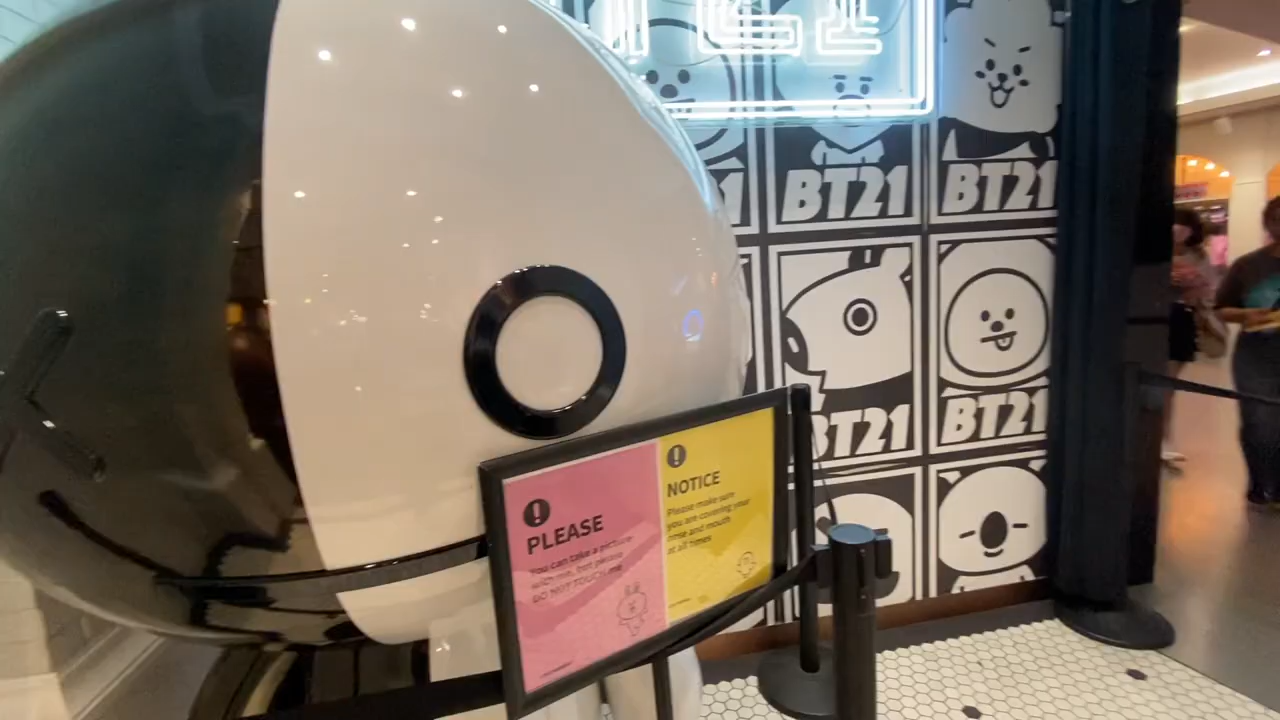 BT21
BT21
BT21
BT21
PLEASE
You can take a picture
with me, but please
DO NOT TOUCH me
NOTICE
Please make sure
you are covering your
nose and mouth
at all times